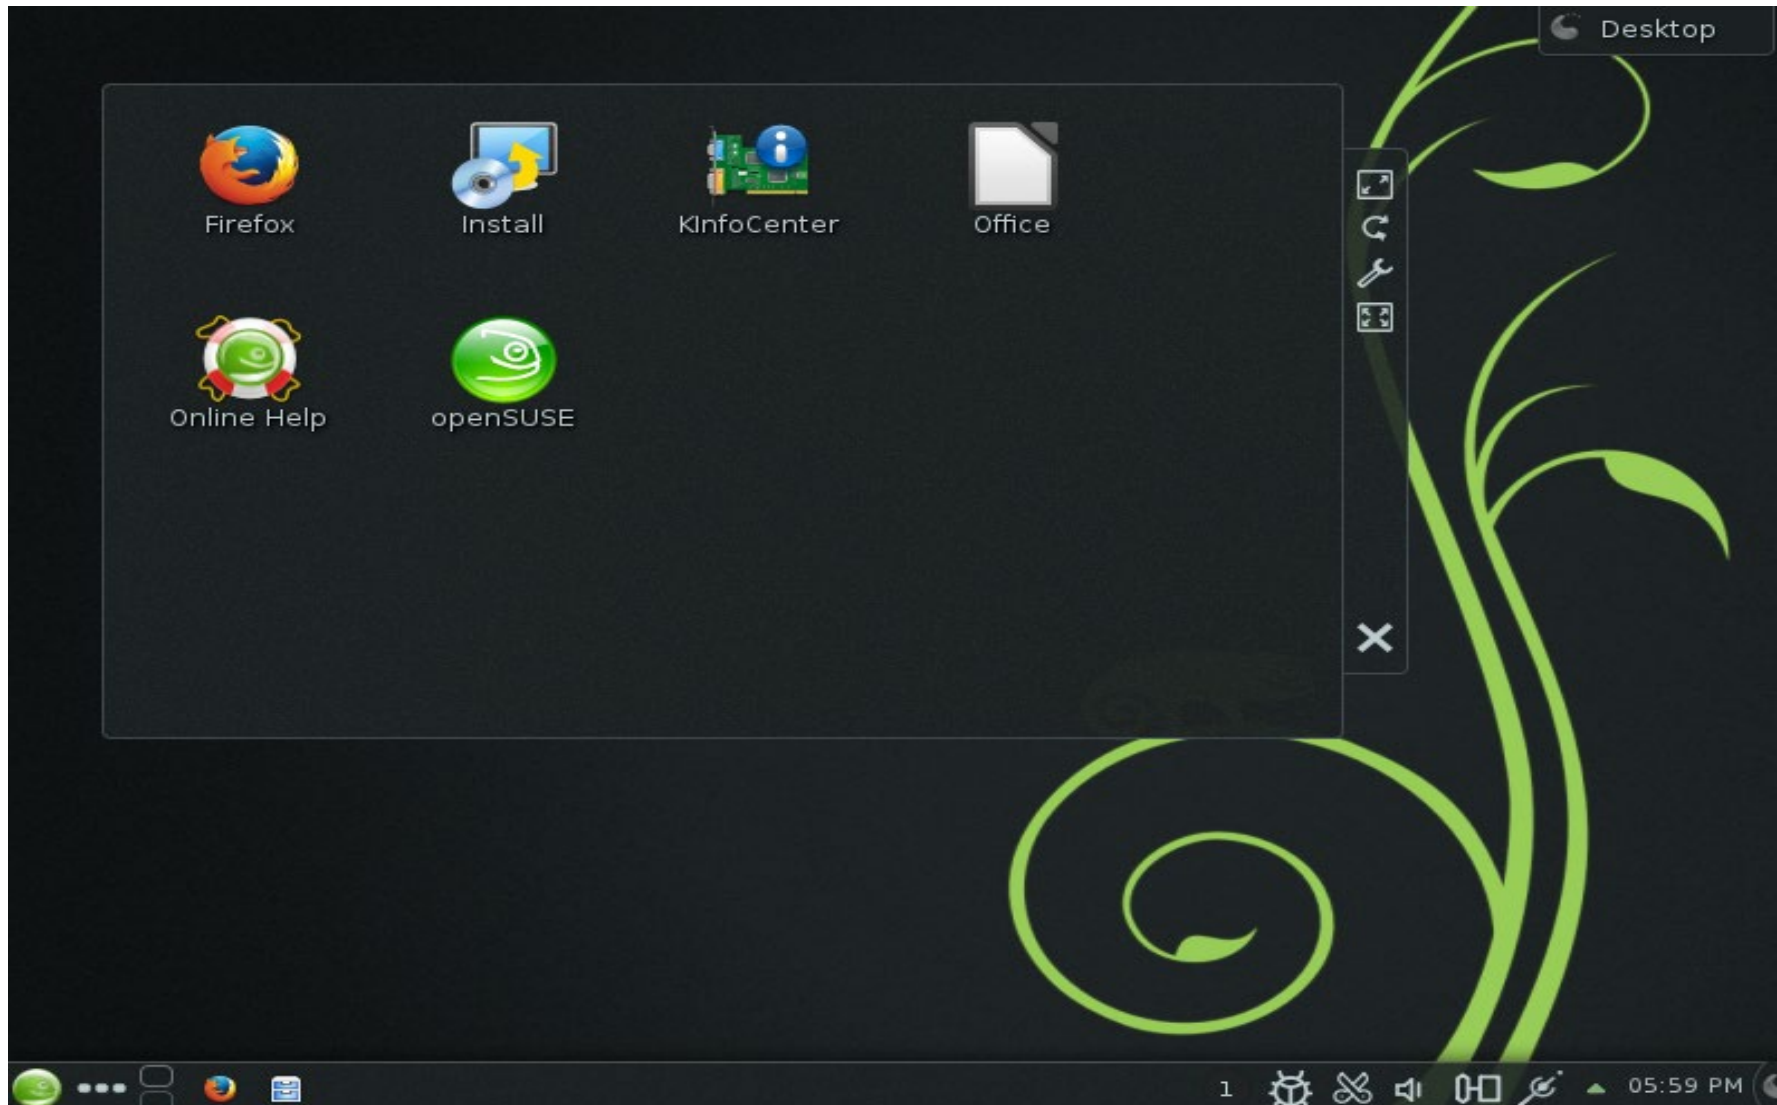 Desktop
Firefox
Install
KInfoCenter
Office
Online Help
openSUSE
1
05:59 PM